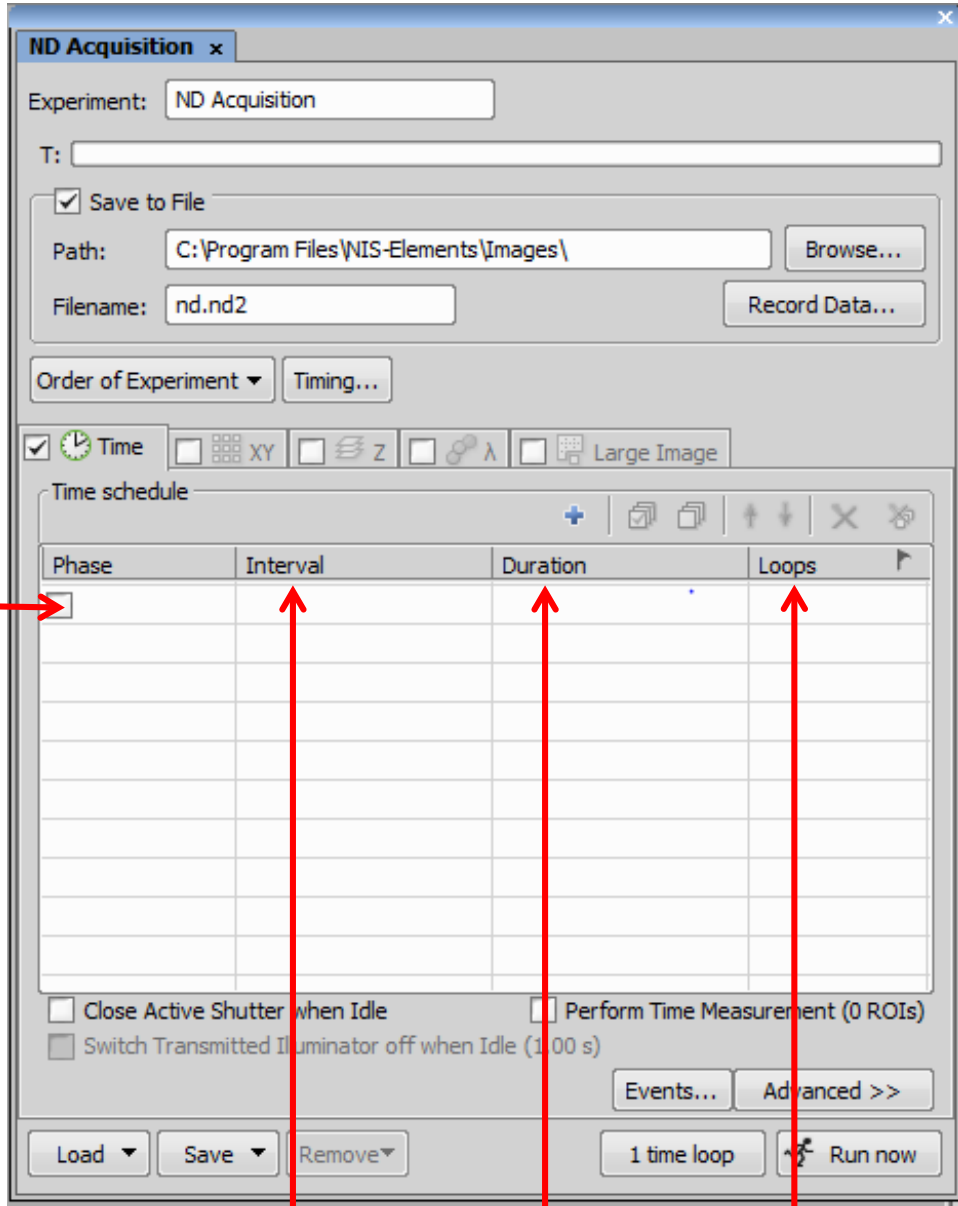 ND Acquisition x
Experiment: ND Acquisition
T:
Save to File
Path: C:\Program Files\NIS-Elements\Images\ Browse...
Filename: nd.nd2 Record Data...
Order of Experiment Timing...
Time XY Z λ Large Image
Time schedule
Phase Interval Duration Loops
Close Active Shutter when Idle Perform Time Measurement (0 ROIs)
Switch Transmitted Illuminator off when Idle (1,00 s)
Events... Advanced >>
Load Save Remove 1 time loop Run now